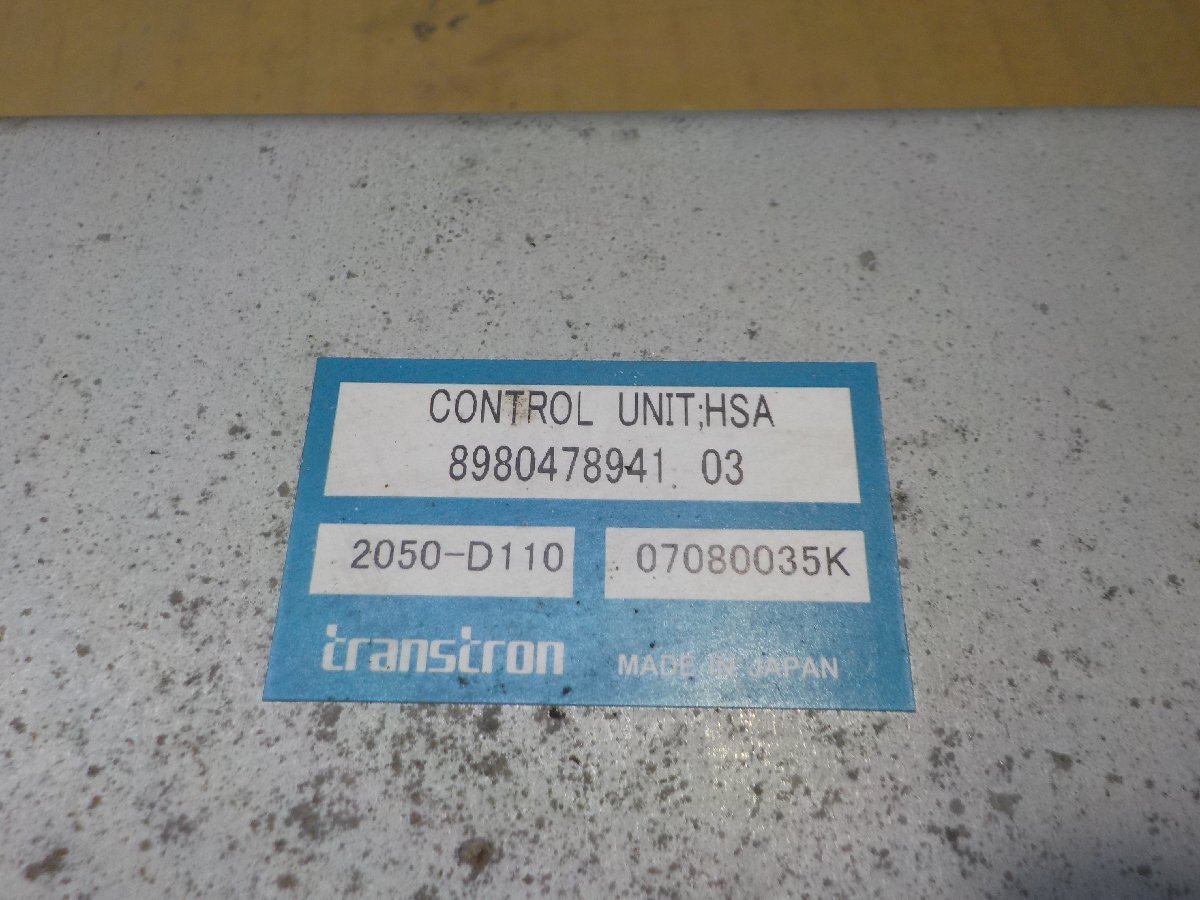 CONTROL UNIT;HSA
8980478941 03
2050-D110
07080035K
transtron
MADE IN JAPAN